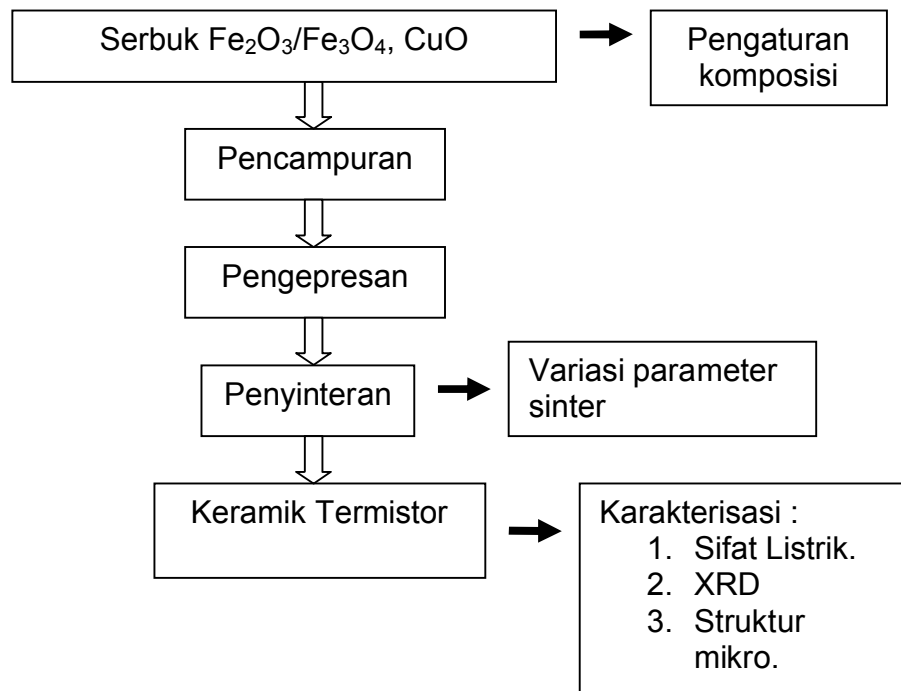 Serbuk Fe₂O₃/Fe₃O₄, CuO
Pengaturan
komposisi
Pencampuran
Pengepresan
Penyinteran
Variasi parameter
sinter
Keramik Termistor
Karakterisasi :
1. Sifat Listrik.
2. XRD
3. Struktur
mikro.